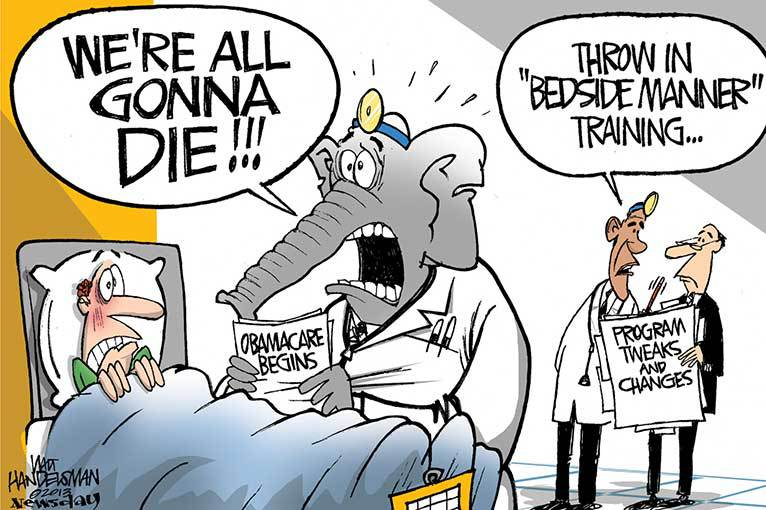 WE'RE ALL
GONNA
DIE!!!
THROW IN
"BEDSIDE MANNER"
TRAINING...
OBAMACARE
BEGINS
PROGRAM
TWEAKS
AND
CHANGES
WALT
HANDELSMAN
©2013
Newsday